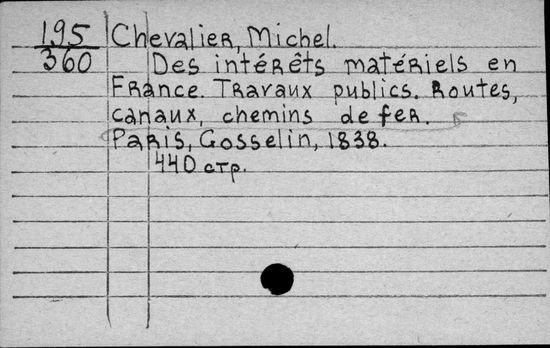 195
360
Chevalier, Michel.
Des intérêts matériels en
France. Travaux publics. Routes,
canaux, chemins de fer.
Paris, Gosselin, 1838.
440 стр.